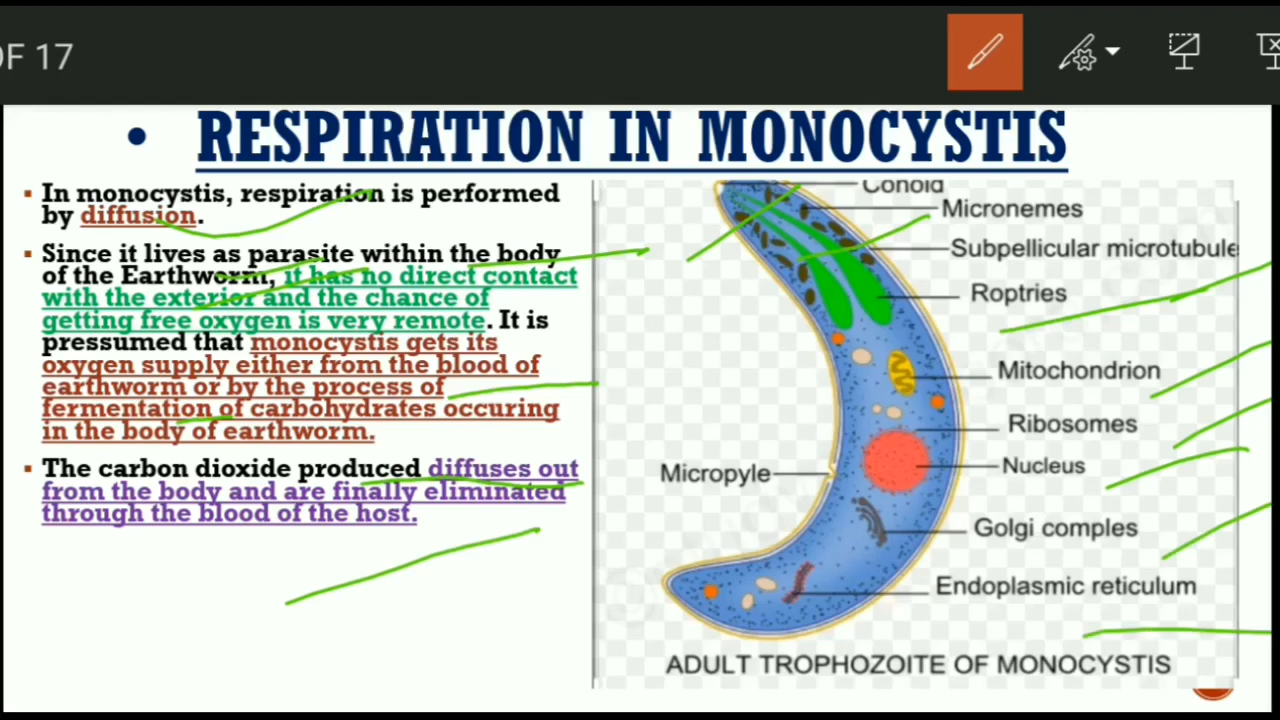 OF 17
• RESPIRATION IN MONOCYSTIS
▪ In monocystis, respiration is performed
by diffusion.
▪ Since it lives as parasite within the body
of the Earthworm, it has no direct contact
with the exterior and the chance of
getting free oxygen is very remote. It is
pressumed that monocystis gets its
oxygen supply either from the blood of
earthworm or by the process of
fermentation of carbohydrates occuring
in the body of earthworm.
▪ The carbon dioxide produced diffuses out
from the body and are finally eliminated
through the blood of the host.
Conoid
Micronemes
Subpellicular microtubule
Roptries
Mitochondrion
Ribosomes
Nucleus
Micropyle
Golgi comples
Endoplasmic reticulum
ADULT TROPHOZOITE OF MONOCYSTIS